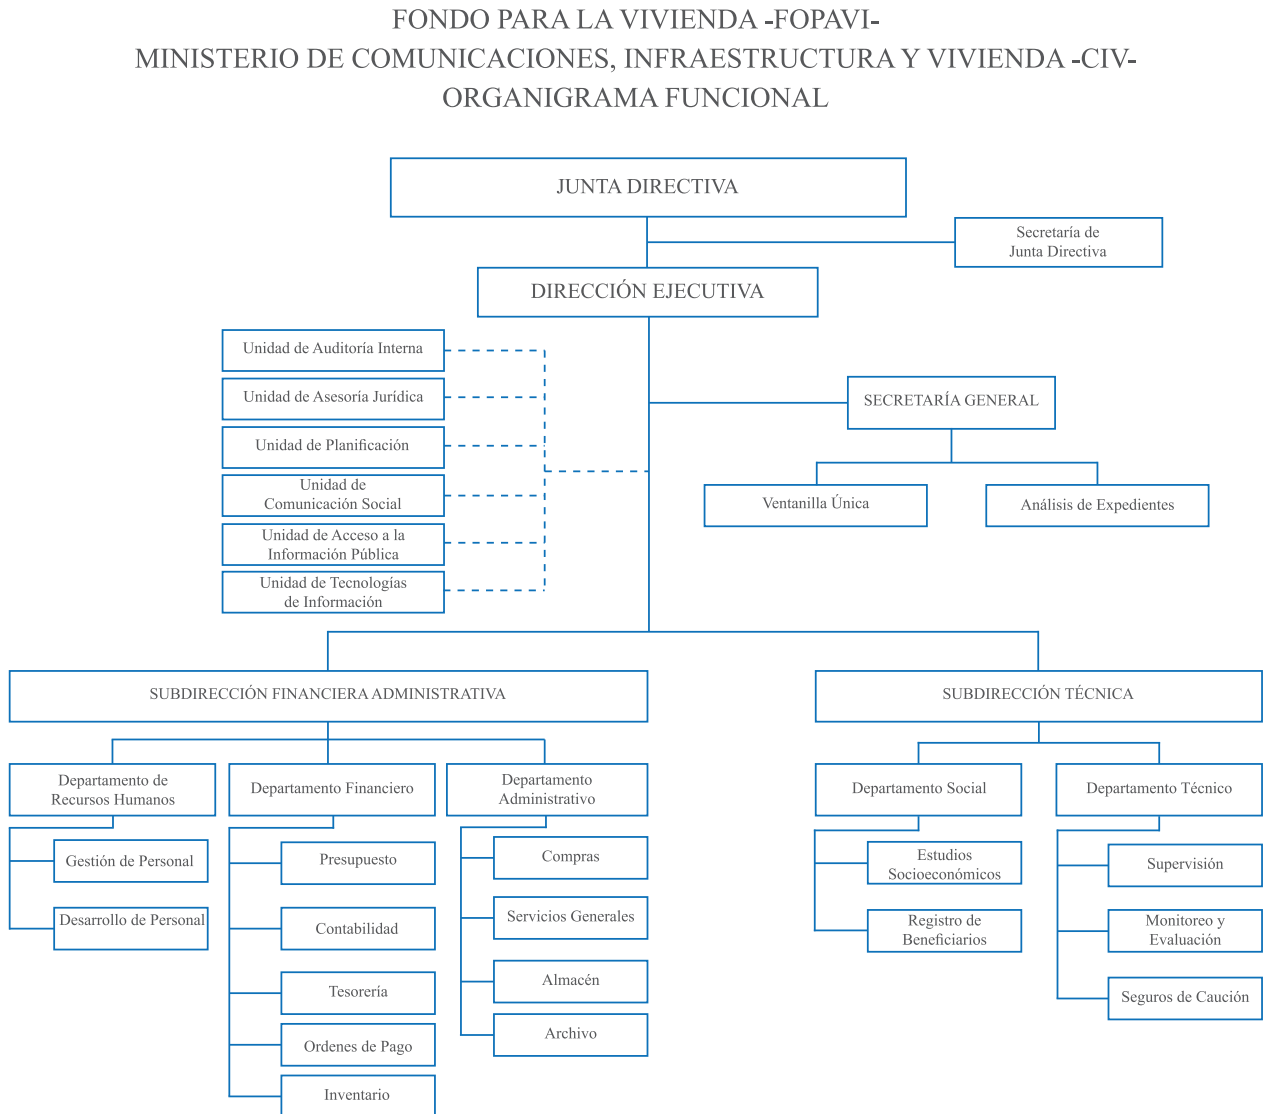 FONDO PARA LA VIVIENDA -FOPAVI-
MINISTERIO DE COMUNICACIONES, INFRAESTRUCTURA Y VIVIENDA -CIV-
ORGANIGRAMA FUNCIONAL
JUNTA DIRECTIVA
Secretaría de
Junta Directiva
DIRECCIÓN EJECUTIVA
Unidad de Auditoría Interna
Unidad de Asesoría Jurídica
Unidad de Planificación
Unidad de
Comunicación Social
Unidad de Acceso a la
Información Pública
Unidad de Tecnologías
de Información
SECRETARÍA GENERAL
Ventanilla Única
Análisis de Expedientes
SUBDIRECCIÓN FINANCIERA ADMINISTRATIVA
Departamento de
Recursos Humanos
Gestión de Personal
Desarrollo de Personal
Departamento Financiero
Presupuesto
Contabilidad
Tesorería
Ordenes de Pago
Inventario
Departamento
Administrativo
Compras
Servicios Generales
Almacén
Archivo
SUBDIRECCIÓN TÉCNICA
Departamento Social
Estudios
Socioeconómicos
Registro de
Beneficiarios
Departamento Técnico
Supervisión
Monitoreo y
Evaluación
Seguros de Caución